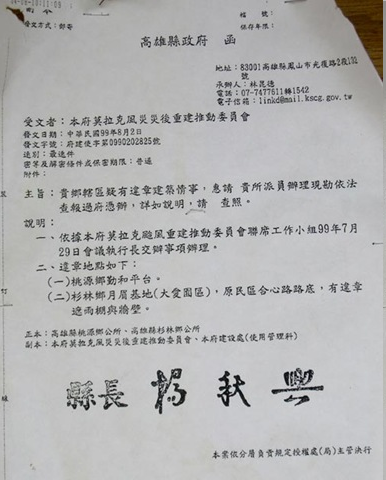 檔 號:
發文方式:郵寄
保存年限:
高雄縣政府 函
地址:83001高雄縣鳳山市光復路2段132
號
承辦人:林昆德
電話:07-7477611轉1542
電子信箱:linkd@mail.kscg.gov.tw
受文者:本府莫拉克風災災後重建推動委員會
發文日期:中華民國99年8月2日
發文字號:府建使字第0990202825號
速別:最速件
密等及解密條件或保密期限:普通
附件:
主旨:貴鄉轄區疑有違章建築情事,惠請 貴所派員辦理現勘依法
查報過府憑辦,詳如說明,請 查照。
說明:
一、依據本府莫拉克颱風重建推動委員會聯席工作小組99年7月
29日會議執行長交辦事項辦理。
二、違章地點如下:
(一)桃源鄉勤和平台。
(二)杉林鄉月眉基地(大愛園區),原民區合心路路底,有違章
遮雨棚與牆壁。
正本:高雄縣桃源鄉公所、高雄縣杉林鄉公所
副本:本府莫拉克風災災後重建推動委員會、本府建設處(使用管理科)
縣長 楊秋興
本案依分層負責規定授權處(局)主管決行